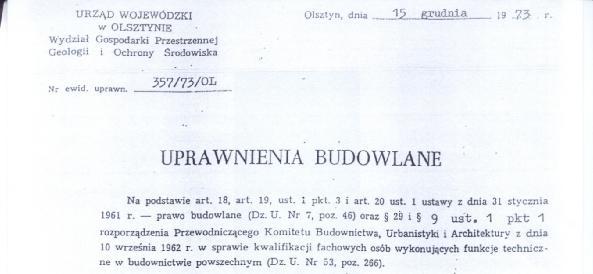 URZĄD WOJEWÓDZKI
w OLSZTYNIE
Wydział Gospodarki Przestrzennej
Geologii i Ochrony Środowiska
Olsztyn, dnia 15 grudnia 1973 r.
Nr ewid. uprawn. 357/73/OL
UPRAWNIENIA BUDOWLANE
Na podstawie art. 18, art. 19, ust. 1 pkt. 3 i art. 20 ust. 1 ustawy z dnia 31 stycznia
1961 r. — prawo budowlane (Dz. U. Nr 7, poz. 46) oraz § 29 i § 9 ust. 1 pkt 1
rozporządzenia Przewodniczącego Komitetu Budownictwa, Urbanistyki i Architektury z dnia
10 września 1962 r. w sprawie kwalifikacji fachowych osób wykonujących funkcje technicz-
ne w budownictwie powszechnym (Dz. U. Nr 53, poz. 266).